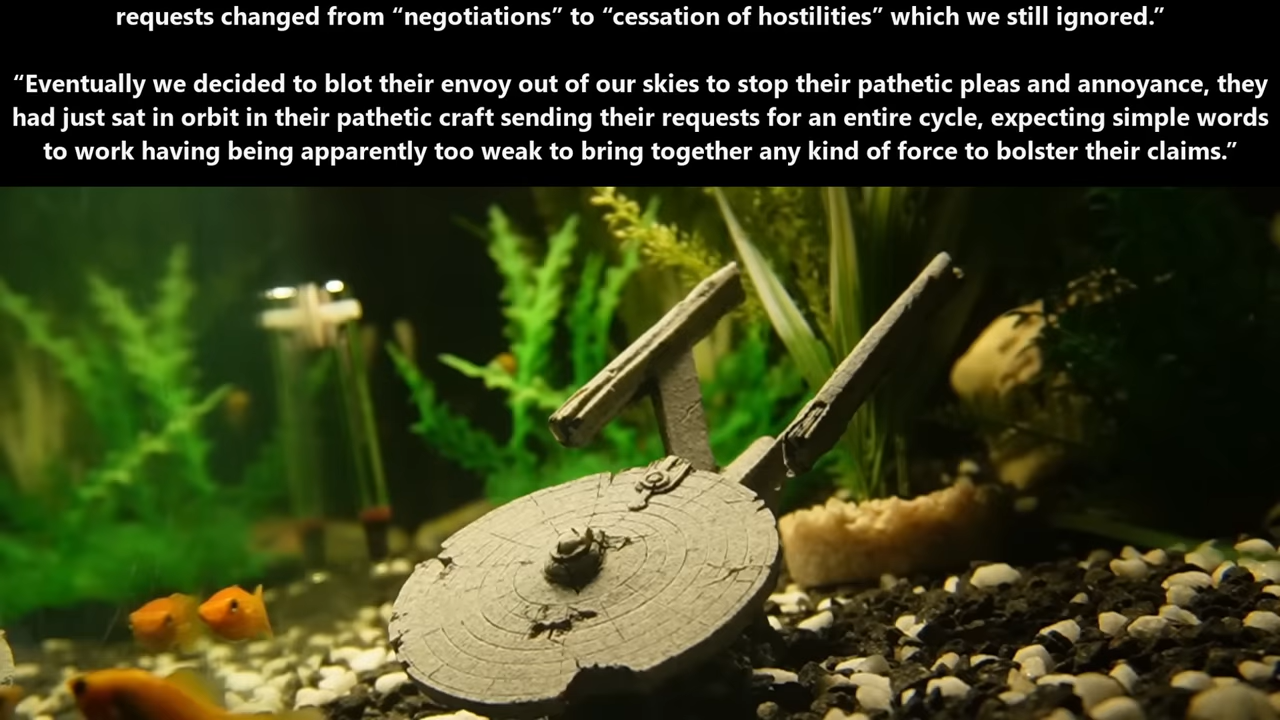 requests changed from “negotiations” to “cessation of hostilities” which we still ignored.”
“Eventually we decided to blot their envoy out of our skies to stop their pathetic pleas and annoyance, they
had just sat in orbit in their pathetic craft sending their requests for an entire cycle, expecting simple words
to work having being apparently too weak to bring together any kind of force to bolster their claims.”